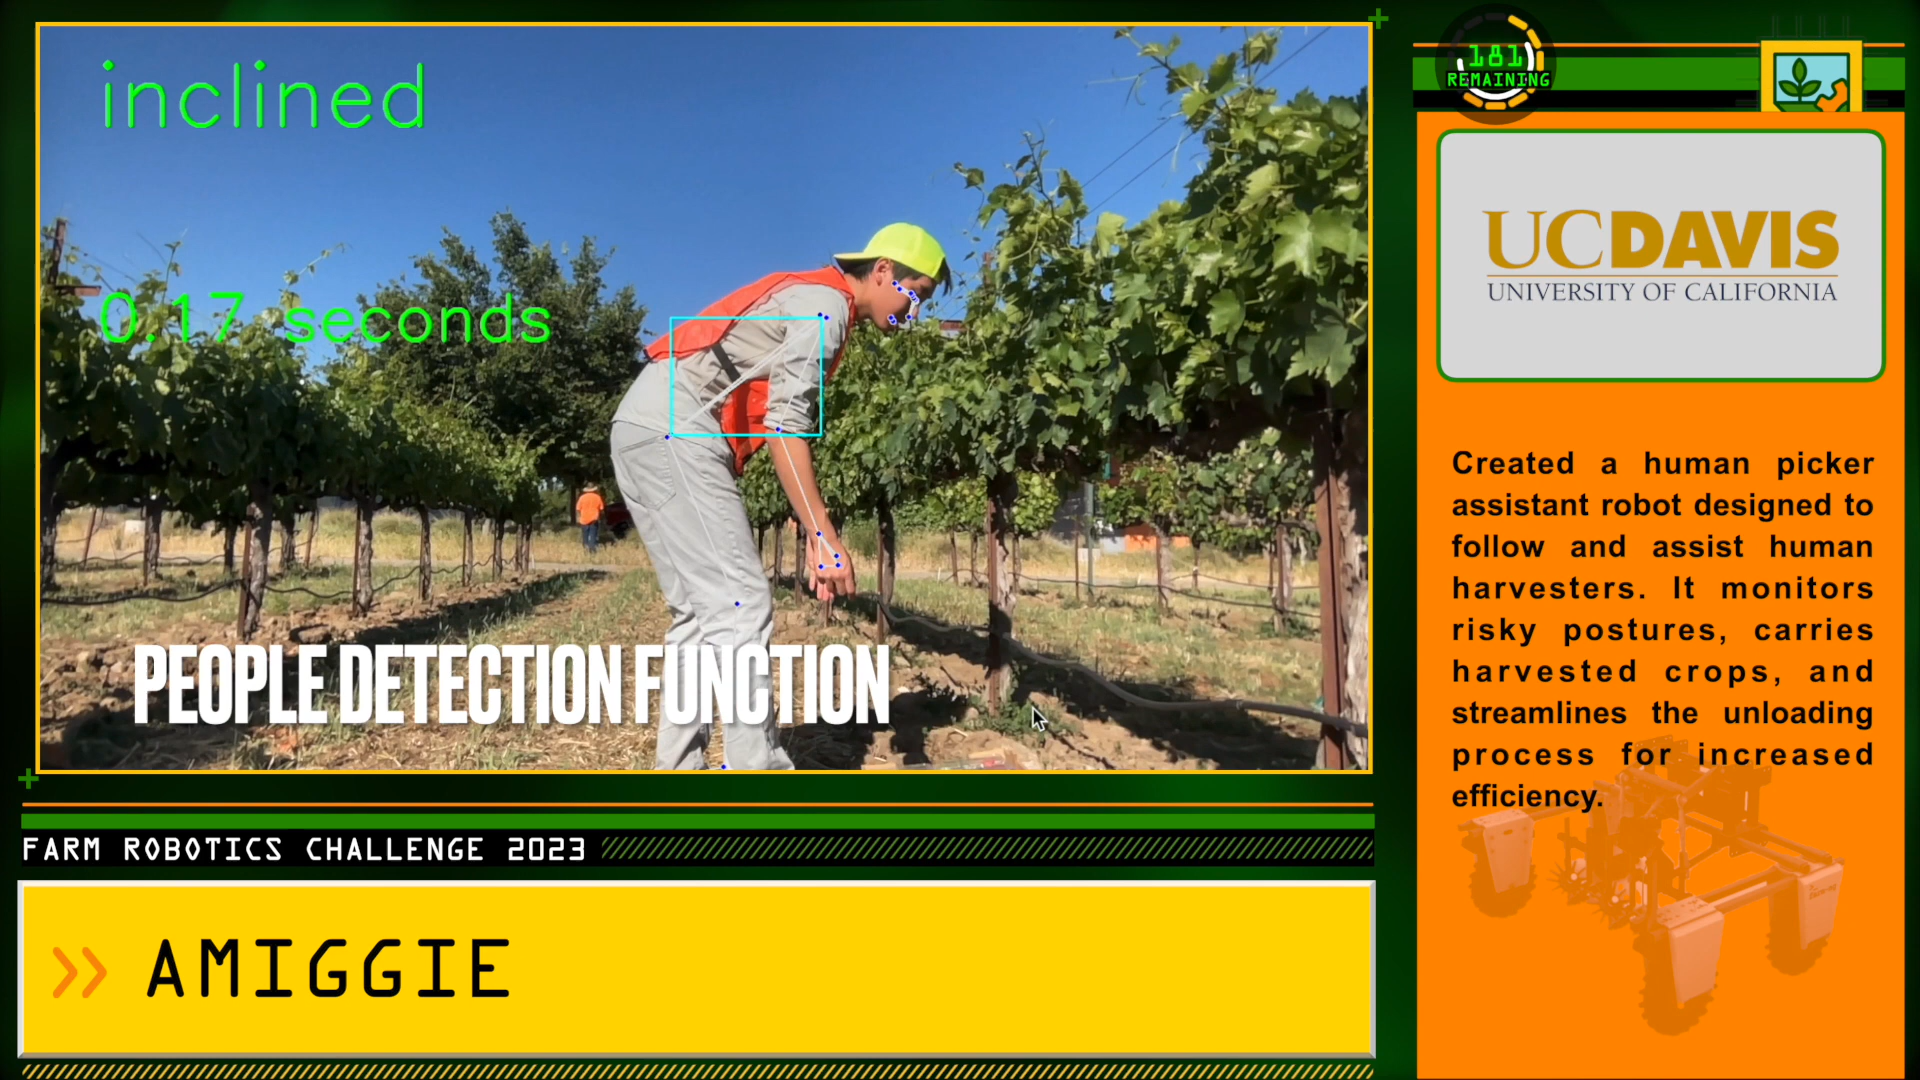 inclined
0.17 seconds
PEOPLE DETECTION FUNCTION
FARM ROBOTICS CHALLENGE 2023
AMIGGIE
181
REMAINING
UC DAVIS
UNIVERSITY OF CALIFORNIA
Created a human picker
assistant robot designed to
follow and assist human
harvesters. It monitors
risky postures, carries
harvested crops, and
streamlines the unloading
process for increased
efficiency.